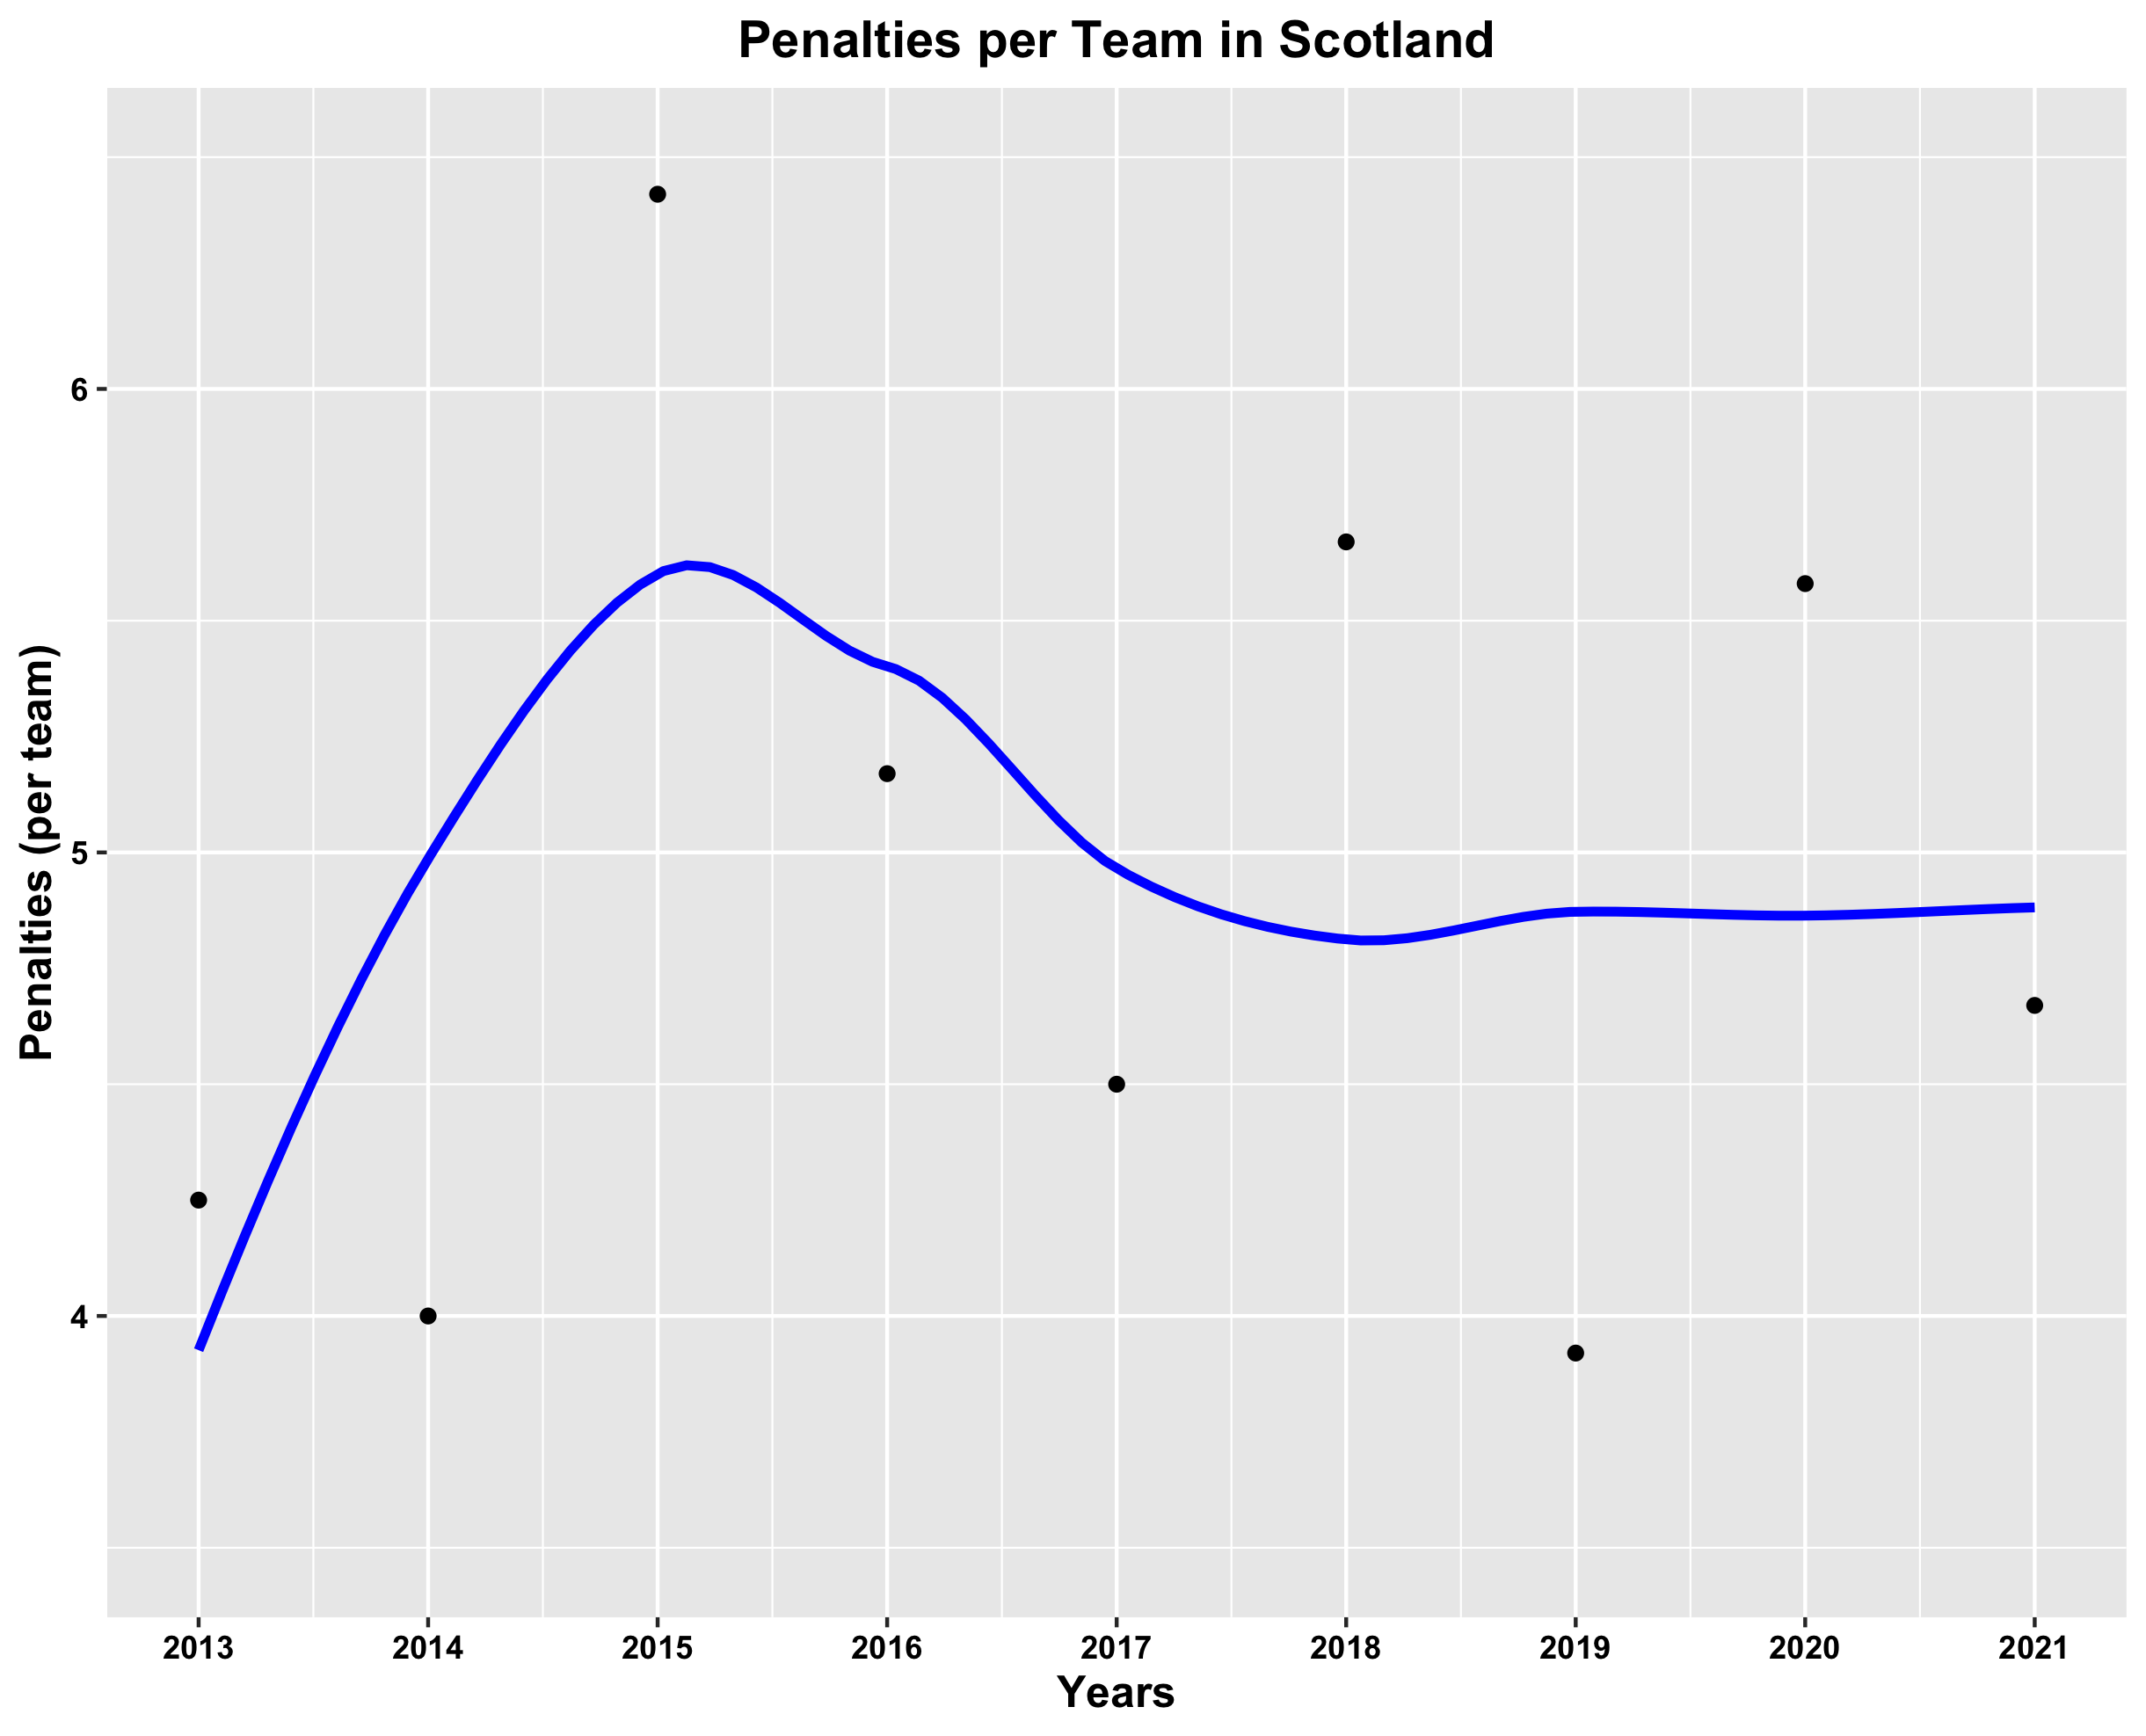 Penalties per Team in Scotland
Penalties (per team)
6
5
4
2013 2014 2015 2016 2017 2018 2019 2020 2021
Years